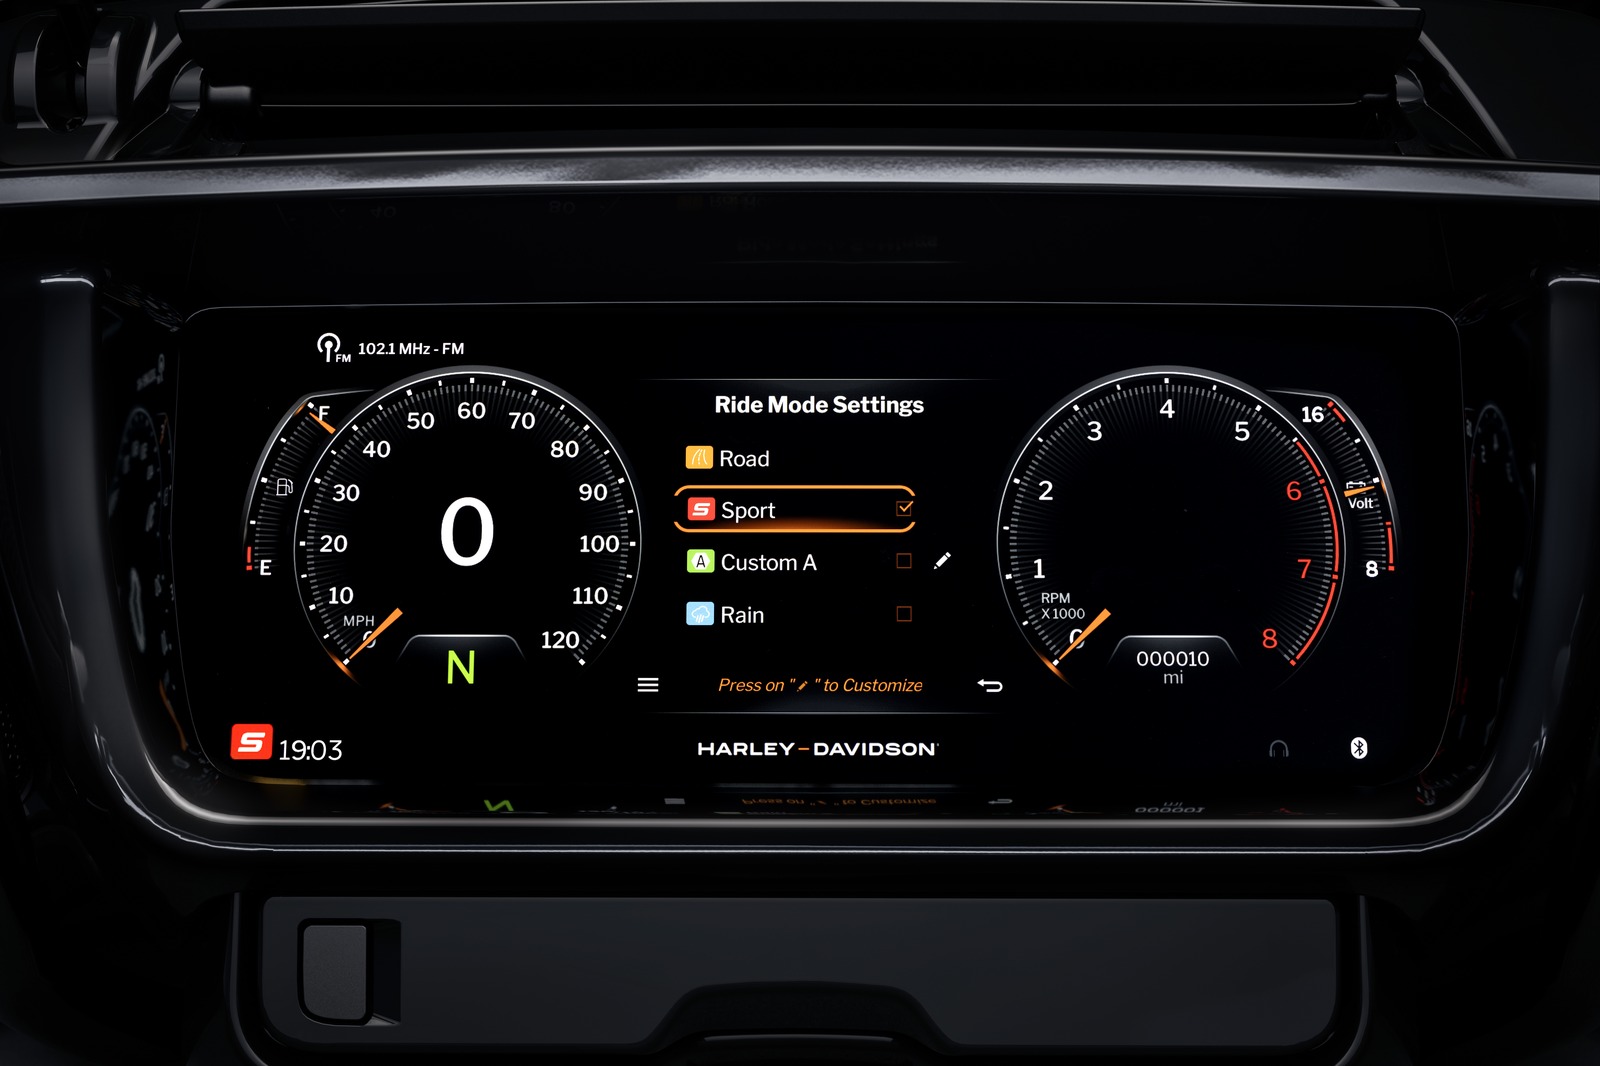 FM 102.1 MHz - FM
F
E
0
10
20
30
40
50
60
70
80
90
100
110
120
MPH
0
N
S 19:03
Ride Mode Settings
Road
S Sport
A Custom A
Rain
Press on " " to Customize
HARLEY-DAVIDSON
0
1
2
3
4
5
6
7
8
RPM
X1000
000010
mi
16
Volt
8